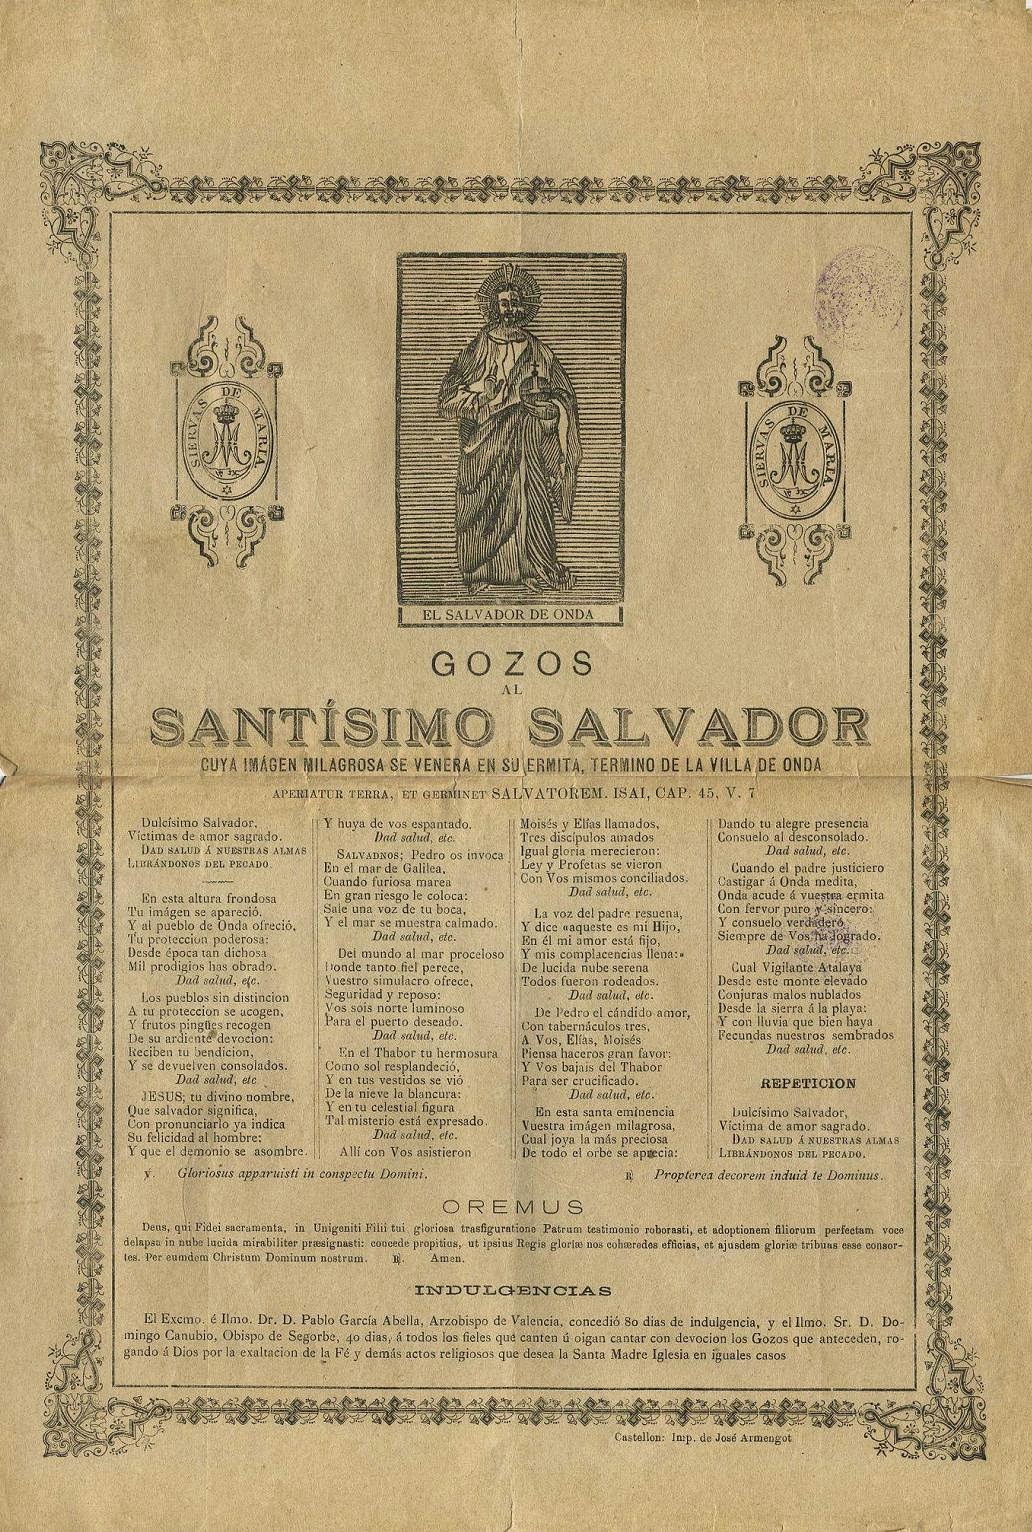 SIERVAS DE MARIA
SIERVAS DE MARIA
EL SALVADOR DE ONDA
GOZOS
AL
SANTÍSIMO SALVADOR
CUYA IMÁGEN MILAGROSA SE VENERA EN SU ERMITA, TERMINO DE LA VILLA DE ONDA
APERIATUR TERRA, ET GERMINET SALVATOREM. ISAI, CAP. 45, V. 7
Dulcísimo Salvador,
Víctimas de amor sagrado.
DAD SALUD Á NUESTRAS ALMAS
LIBRÁNDONOS DEL PECADO.
En esta altura frondosa
Tu imágen se apareció.
Y al pueblo de Onda ofreció,
Tu proteccion poderosa:
Desde época tan dichosa
Mil prodigios has obrado.
Dad salud, etc.
Los pueblos sin distincion
A tu proteccion se acogen,
Y frutos pingües recogen
De su ardiente devocion:
Reciben tu bendicion,
Y se devuelven consolados.
Dad salud, etc
JESUS; tu divino nombre,
Que salvador significa,
Con pronunciarlo ya indica
Su felicidad al hombre:
Y que el demonio se asombre.
Y huya de vos espantado.
Dad salud, etc.
SALVADNOS; Pedro os invoca
En el mar de Galilea,
Cuando furiosa marea
En gran riesgo le coloca:
Sale una voz de tu boca,
Y el mar se muestra calmado.
Dad salud, etc.
Del mundo al mar proceloso
Donde tanto fiel perece,
Vuestro simulacro ofrece,
Seguridad y reposo:
Vos sois norte luminoso
Para el puerto deseado.
Dad salud, etc.
En el Thabor tu hermosura
Como sol resplandeció,
Y en tus vestidos se vió
De la nieve la blancura:
Y en tu celestial figura
Tal misterio está expresado.
Dad salud, etc.
Allí con Vos asistieron
Moisés y Elías llamados,
Tres discípulos amados
Igual gloria merecieron:
Ley y Profetas se vieron
Con Vos mismos conciliados.
Dad salud, etc.
La voz del padre resuena,
Y dice «aqueste es mi Hijo,
En él mi amor está fijo,
Y mis complacencias llena:»
De lucida nube serena
Todos fueron rodeados.
Dad salud, etc.
De Pedro el cándido amor,
Con tabernáculos tres,
A Vos, Elías, Moisés
Piensa haceros gran favor:
Y Vos bajais del Thabor
Para ser crucificado.
Dad salud, etc.
En esta santa eminencia
Vuestra imágen milagrosa,
Cual joya la más preciosa
De todo el orbe se aprecia:
Dando tu alegre presencia
Consuelo al desconsolado.
Dad salud, etc.
Cuando el padre justiciero
Castigar á Onda medita,
Onda acude á vuestra ermita
Con fervor puro y sincero:
Y consuelo verdadero
Siempre de Vos ha logrado.
Dad salud, etc.
Cual Vigilante Atalaya
Desde este monte elevado
Conjuras malos nublados
Desde la sierra á la playa:
Y con lluvia que bien haya
Fecundas nuestros sembrados
Dad salud, etc.
REPETICION
Dulcísimo Salvador,
Víctima de amor sagrado.
DAD SALUD Á NUESTRAS ALMAS
LIBRÁNDONOS DEL PECADO.
℣. Gloriosus apparuisti in conspectu Domini.
℟ Propterea decorem induid te Dominus.
OREMUS
Deus, qui Fidei sacramenta, in Unigeniti Filii tui gloriosa trasfiguratione Patrum testimonio roborasti, et adoptionem filiorum perfectam voce
delapsa in nube lucida mirabiliter præsignasti: concede propitius, ut ipsius Regis gloriæ nos cohæredes efficias, et ajusdem gloriæ tribuas esse consor-
tes. Per eumdem Christum Dominum nostrum. ℟. Amen.
INDULGENCIAS
El Excmo. é Ilmo. Dr. D. Pablo García Abella, Arzobispo de Valencia, concedió 80 dias de indulgencia, y el Ilmo. Sr. D. Do-
mingo Canubio, Obispo de Segorbe, 40 dias, á todos los fieles que canten ú oigan cantar con devocion los Gozos que anteceden, ro-
gando á Dios por la exaltacion de la Fé y demás actos religiosos que desea la Santa Madre Iglesia en iguales casos
Castellon: Imp. de José Armengot